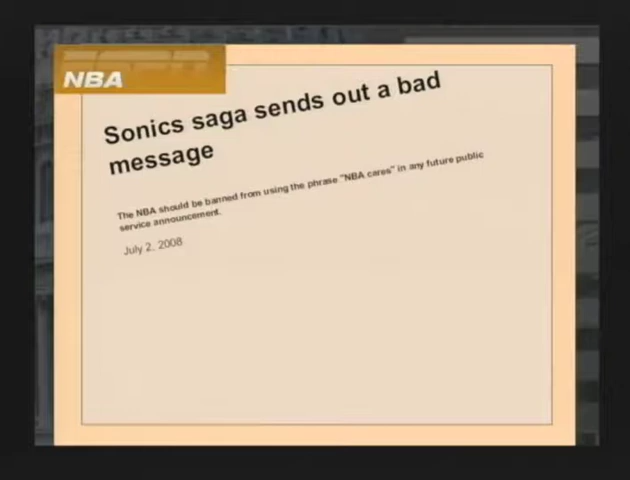 NBA
Sonics saga sends out a bad
message
The NBA should be banned from using the phrase "NBA cares" in any future public
service announcement.
July 2, 2008